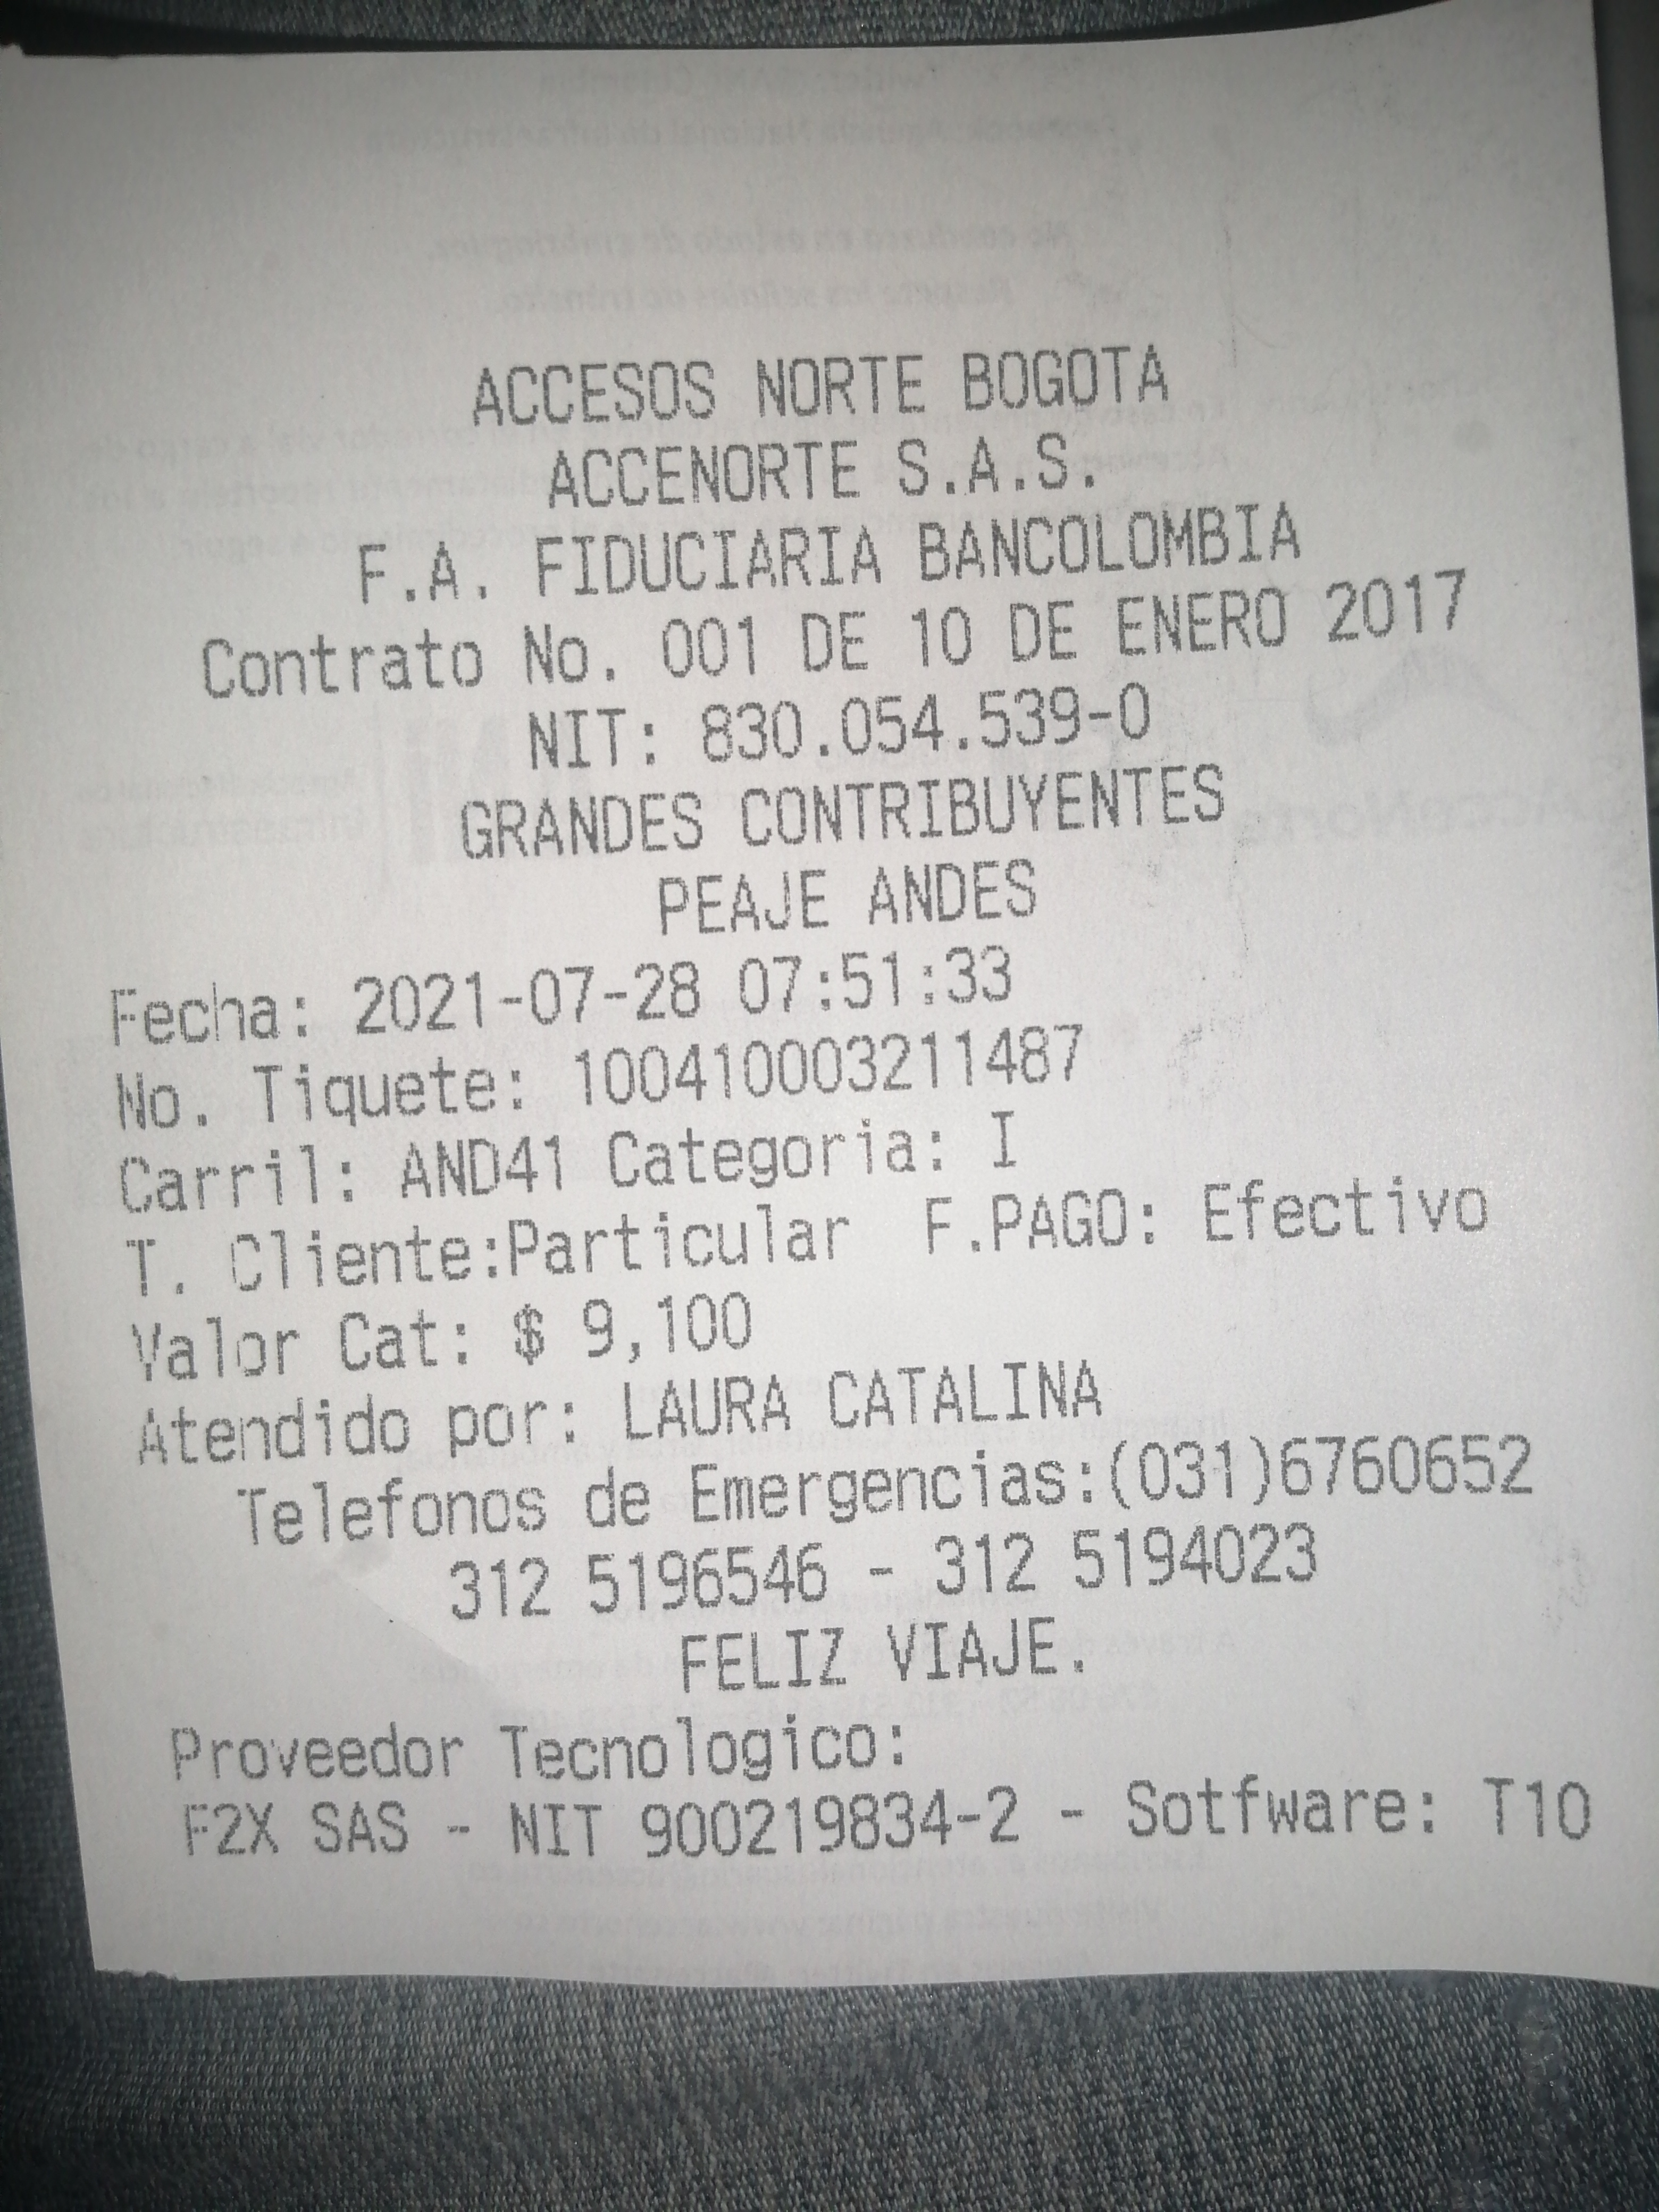 ACCESOS NORTE BOGOTA
ACCENORTE S.A.S.
F.A. FIDUCIARIA BANCOLOMBIA
Contrato No. 001 DE 10 DE ENERO 2017
NIT: 830.054.539-0
GRANDES CONTRIBUYENTES
PEAJE ANDES
Fecha: 2021-07-28 07:51:33
No. Tiquete: 100410003211487
Carril: AND41 Categoria: I
T. Cliente:Particular F.PAGO: Efectivo
Valor Cat: $ 9,100
Atendido por: LAURA CATALINA
Telefonos de Emergencias:(031)6760652
312 5196546 - 312 5194023
FELIZ VIAJE.
Proveedor Tecnologico:
F2X SAS - NIT 900219834-2 - Sotfware: T10